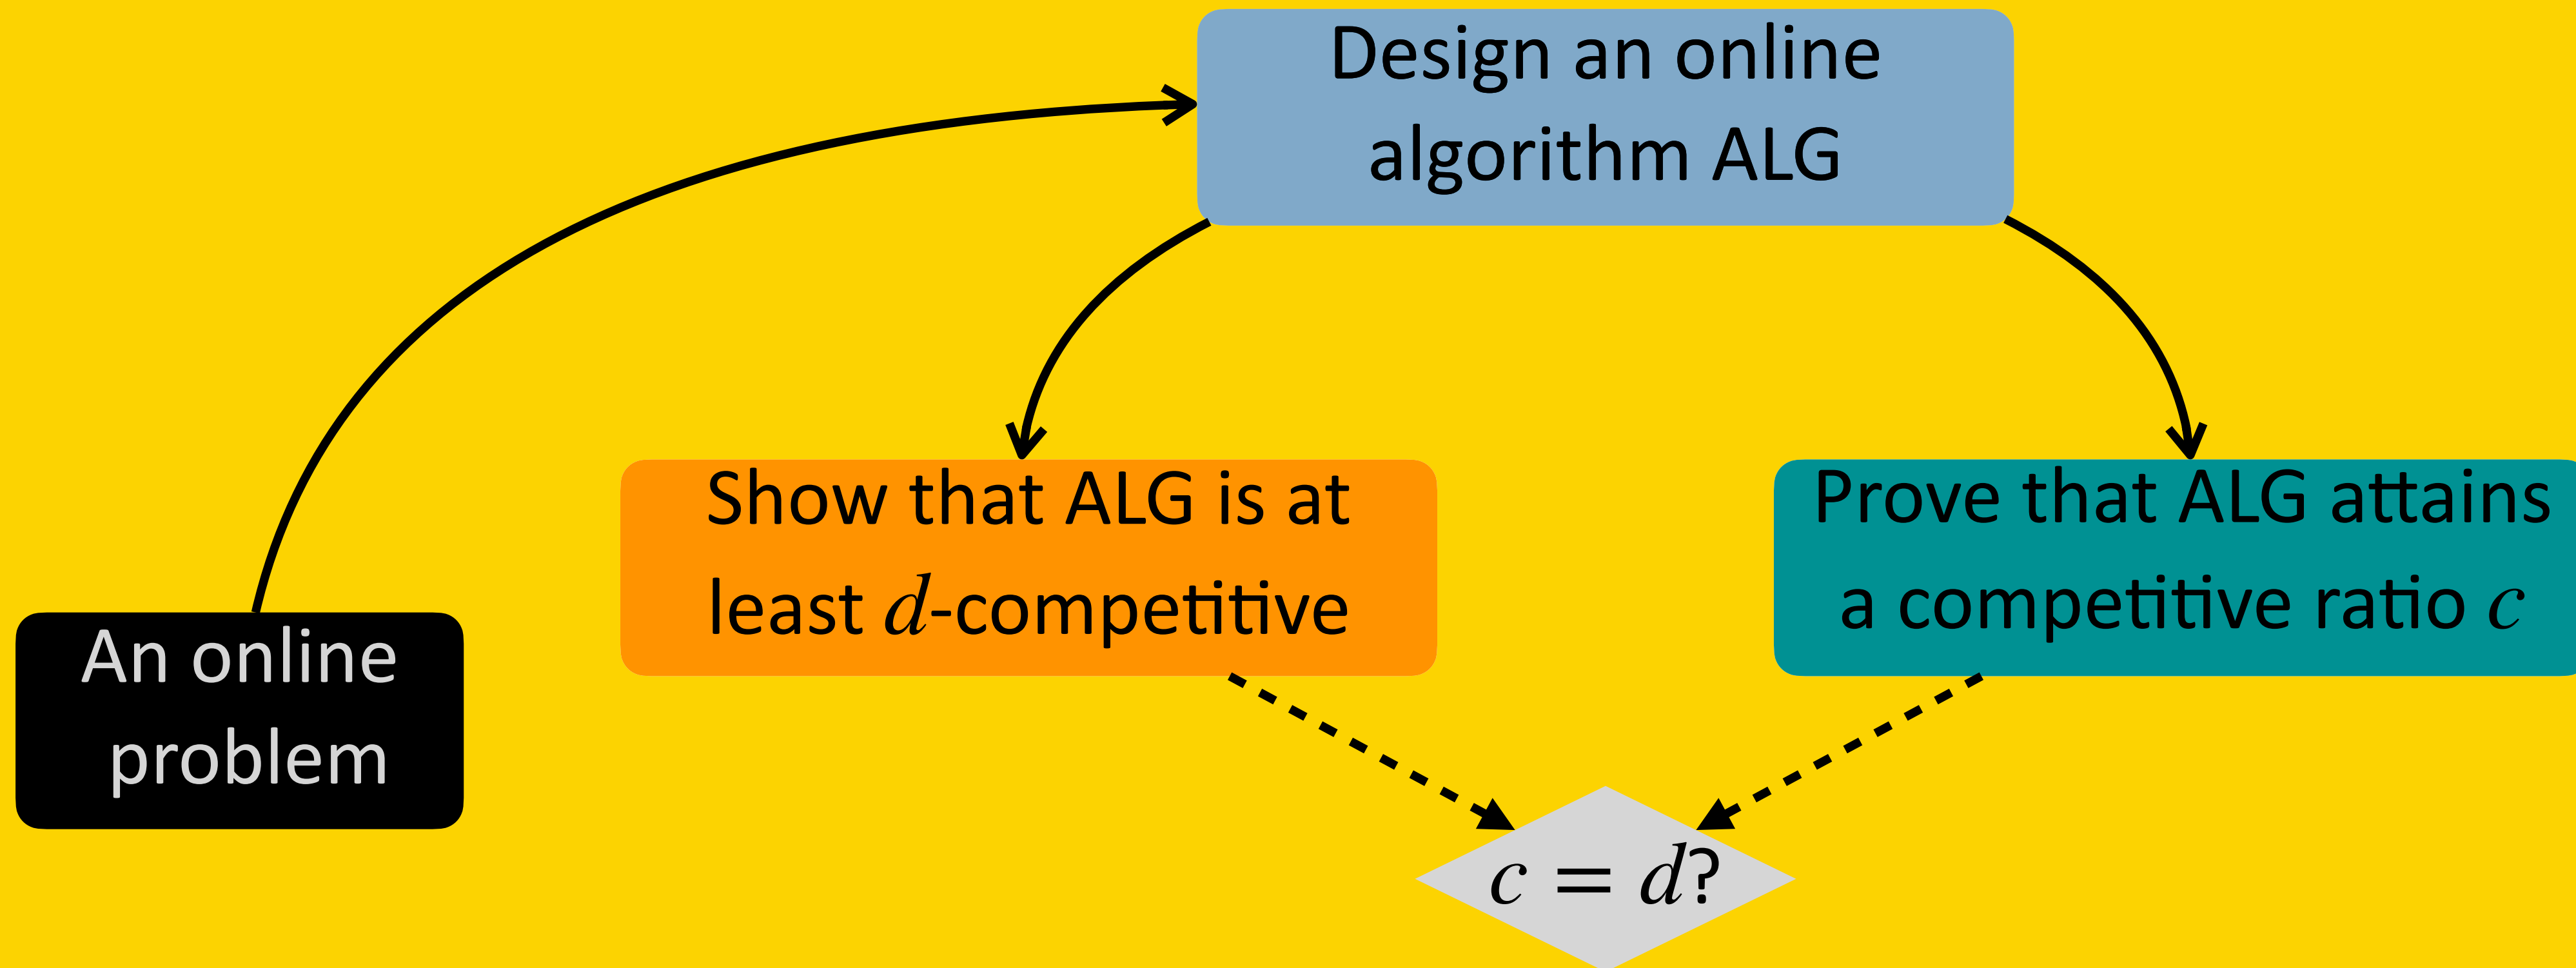 Design an online
algorithm ALG
Show that ALG is at
least d-competitive
Prove that ALG attains
a competitive ratio c
An online
problem
c = d?